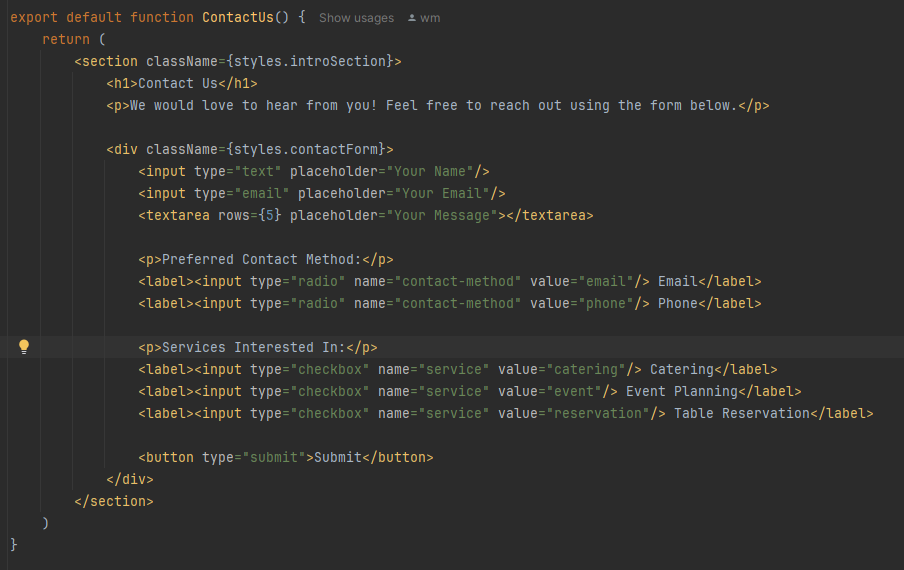 export default function ContactUs() { Show usages wm
return (
<section className={styles.introSection}>
<h1>Contact Us</h1>
<p>We would love to hear from you! Feel free to reach out using the form below.</p>
<div className={styles.contactForm}>
<input type="text" placeholder="Your Name"/>
<input type="email" placeholder="Your Email"/>
<textarea rows={5} placeholder="Your Message"></textarea>
<p>Preferred Contact Method:</p>
<label><input type="radio" name="contact-method" value="email"/> Email</label>
<label><input type="radio" name="contact-method" value="phone"/> Phone</label>
<p>Services Interested In:</p>
<label><input type="checkbox" name="service" value="catering"/> Catering</label>
<label><input type="checkbox" name="service" value="event"/> Event Planning</label>
<label><input type="checkbox" name="service" value="reservation"/> Table Reservation</label>
<button type="submit">Submit</button>
</div>
</section>
)
}